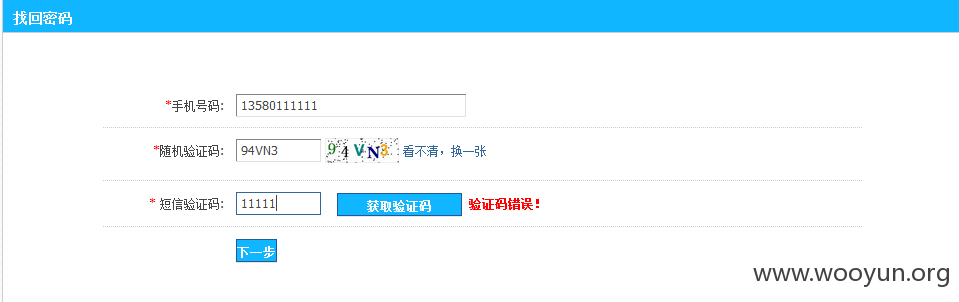 找回密码
*手机号码: 13580111111
*随机验证码: 94VN3 94VN3 看不清，换一张
* 短信验证码: 11111 获取验证码 验证码错误!
下一步
www.wooyun.org